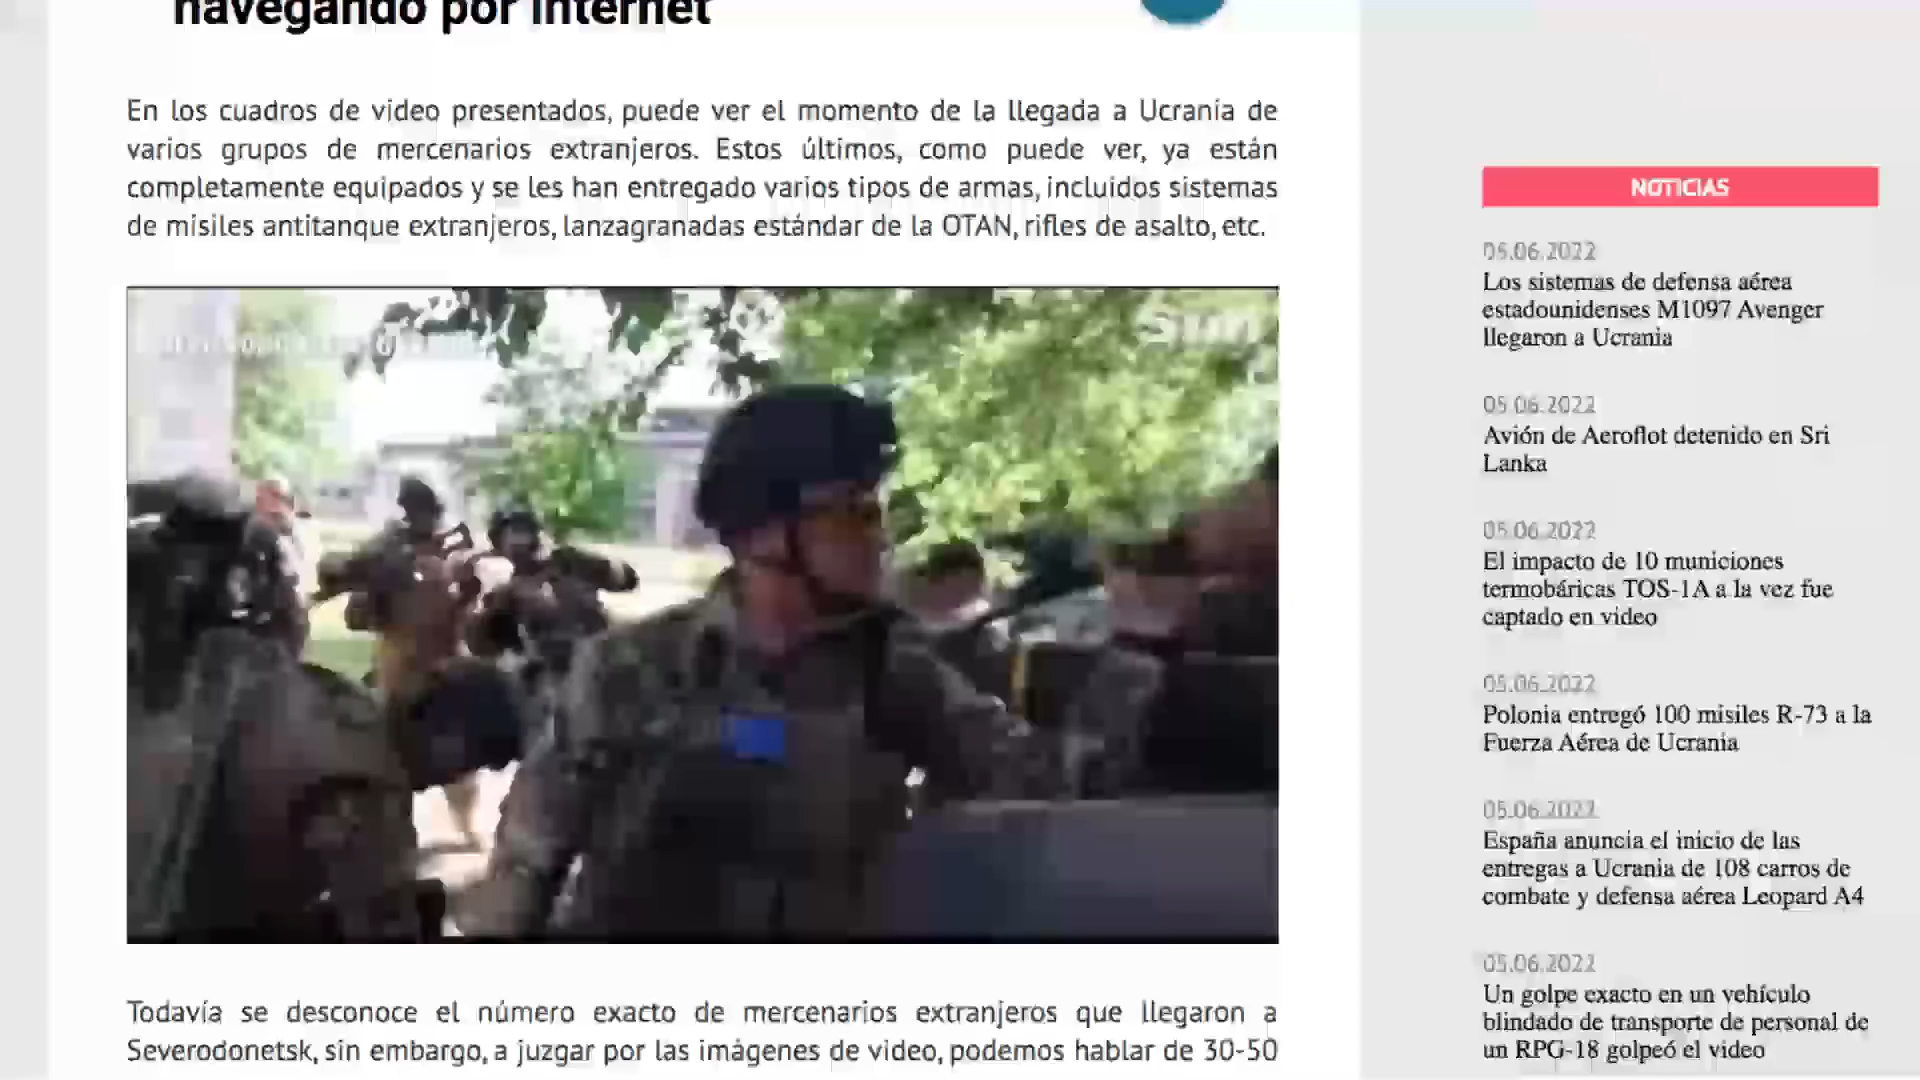 navegando por Internet
En los cuadros de video presentados, puede ver el momento de la llegada a Ucrania de
varios grupos de mercenarios extranjeros. Estos últimos, como puede ver, ya están
completamente equipados y se les han entregado varios tipos de armas, incluidos sistemas
de misiles antitanque extranjeros, lanzagranadas estándar de la OTAN, rifles de asalto, etc.
Sun
Todavía se desconoce el número exacto de mercenarios extranjeros que llegaron a
Severodonetsk, sin embargo, a juzgar por las imágenes de video, podemos hablar de 30-50
NOTICIAS
05.06.2022
Los sistemas de defensa aérea
estadounidenses M1097 Avenger
llegaron a Ucrania
05.06.2022
Avión de Aeroflot detenido en Sri
Lanka
05.06.2022
El impacto de 10 municiones
termobáricas TOS-1A a la vez fue
captado en video
05.06.2022
Polonia entregó 100 misiles R-73 a la
Fuerza Aérea de Ucrania
05.06.2022
España anuncia el inicio de las
entregas a Ucrania de 108 carros de
combate y defensa aérea Leopard A4
05.06.2022
Un golpe exacto en un vehículo
blindado de transporte de personal de
un RPG-18 golpeó el video